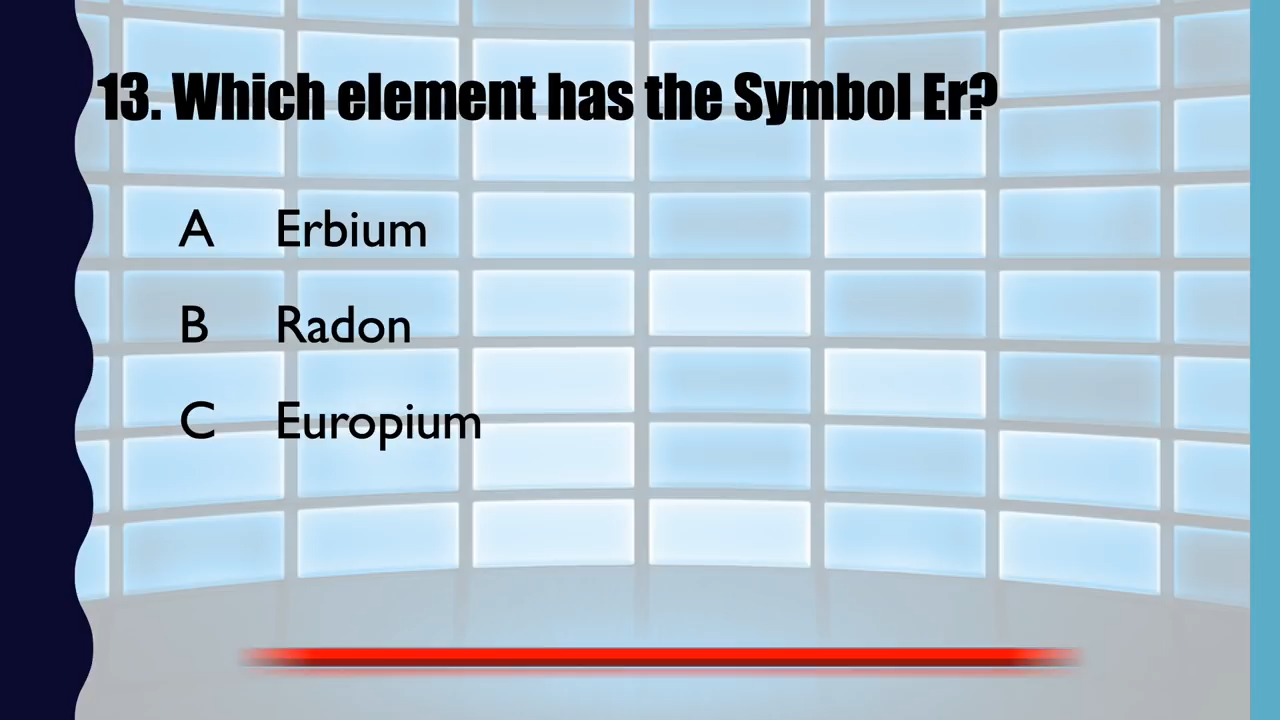 13. Which element has the Symbol Er?
A Erbium
B Radon
C Europium